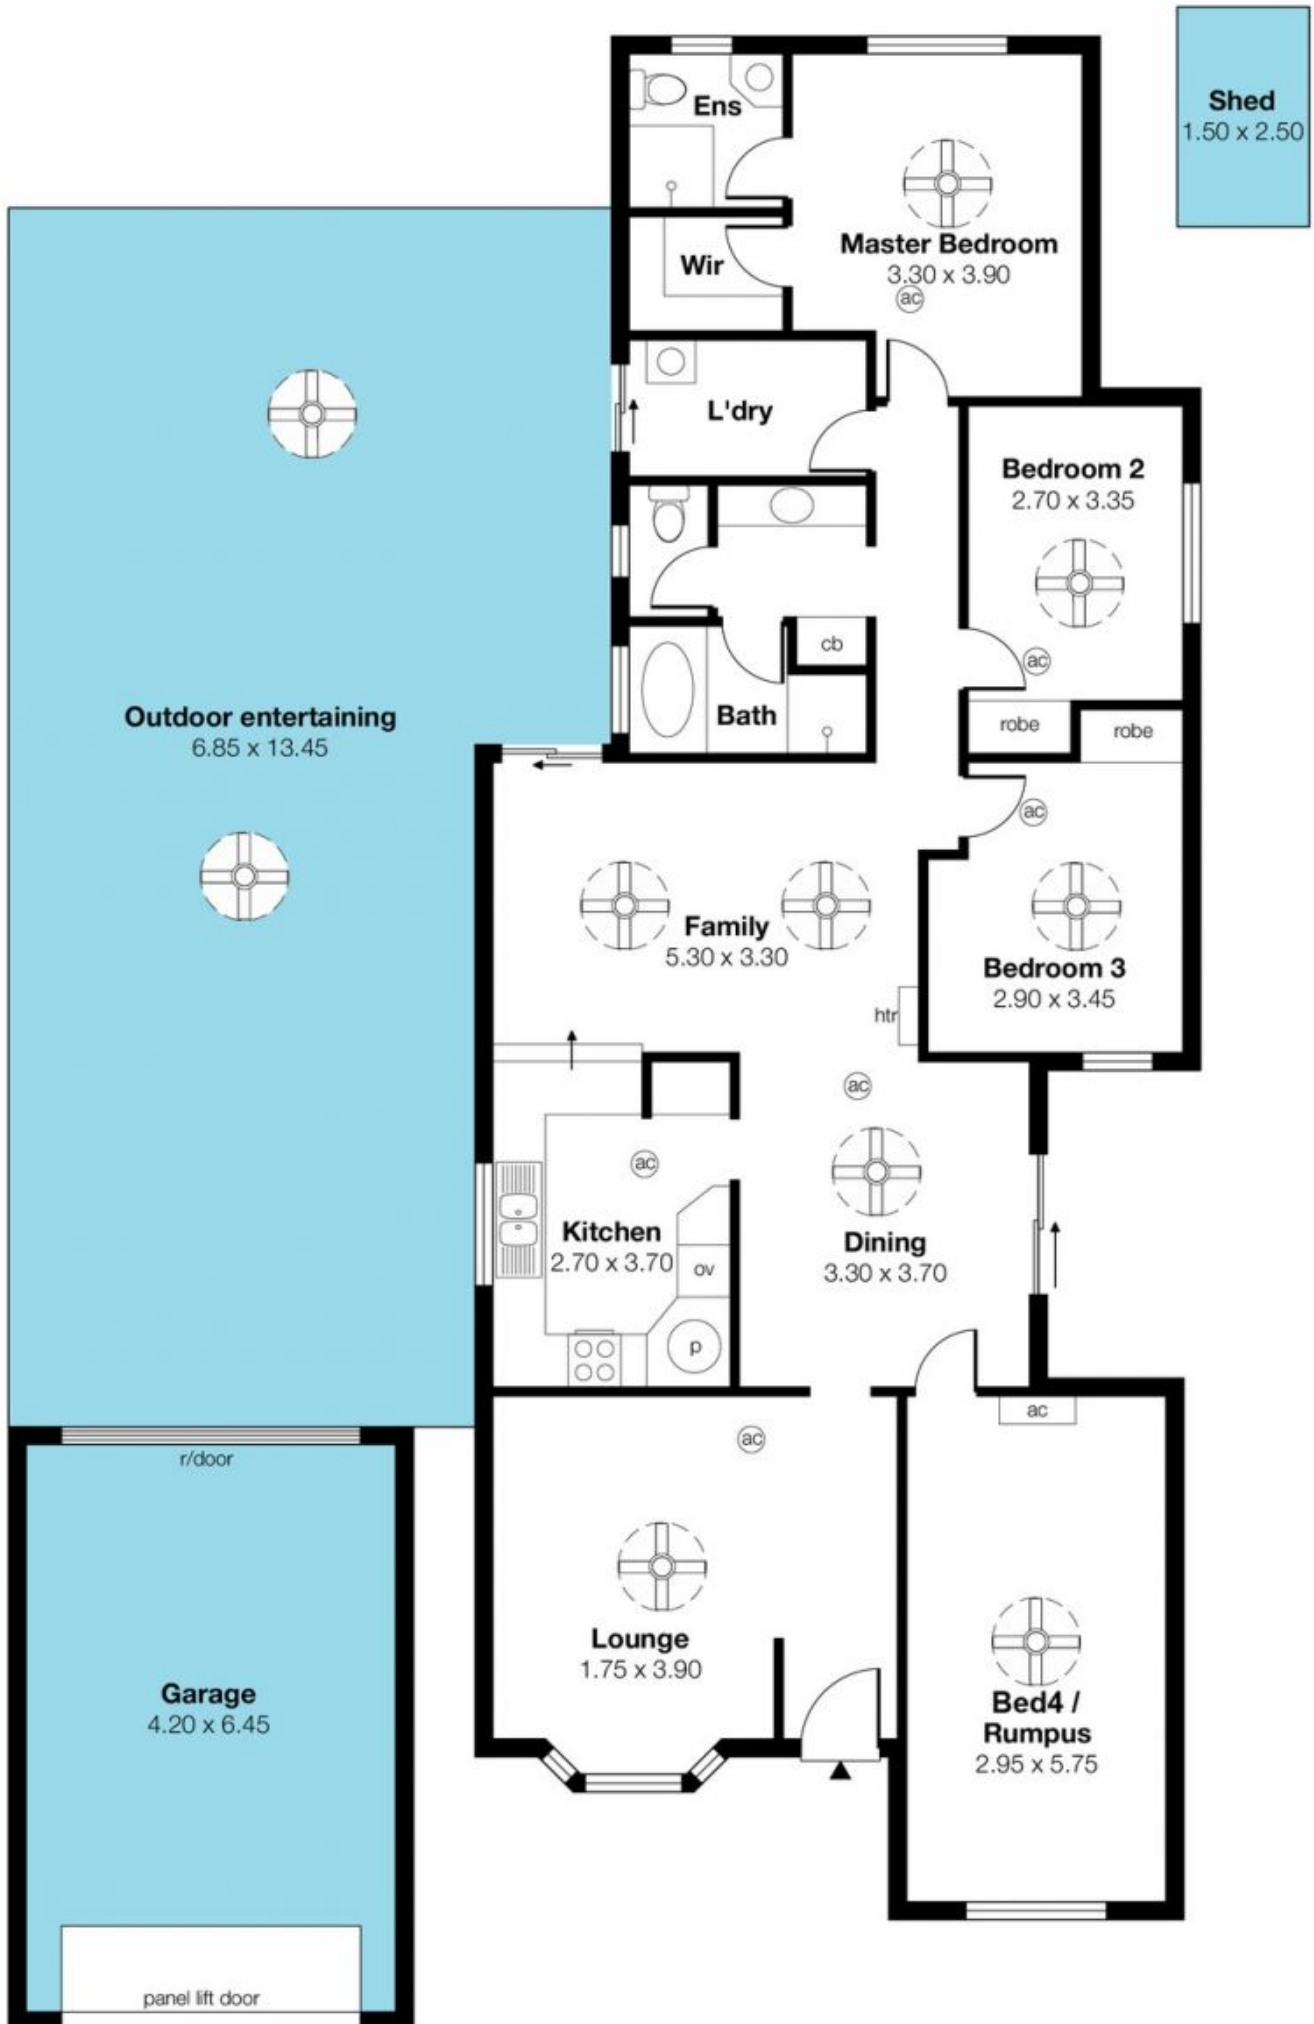 Shed
1.50 x 2.50
Ens
Master Bedroom
3.30 x 3.90
ac
Wir
L'dry
Bedroom 2
2.70 x 3.35
ac
cb
robe
robe
Bath
Outdoor entertaining
6.85 x 13.45
ac
Family
5.30 x 3.30
Bedroom 3
2.90 x 3.45
htr
ac
ac
Kitchen
2.70 x 3.70
ov
p
Dining
3.30 x 3.70
ac
ac
r/door
Lounge
1.75 x 3.90
Garage
4.20 x 6.45
Bed4 /
Rumpus
2.95 x 5.75
panel lift door